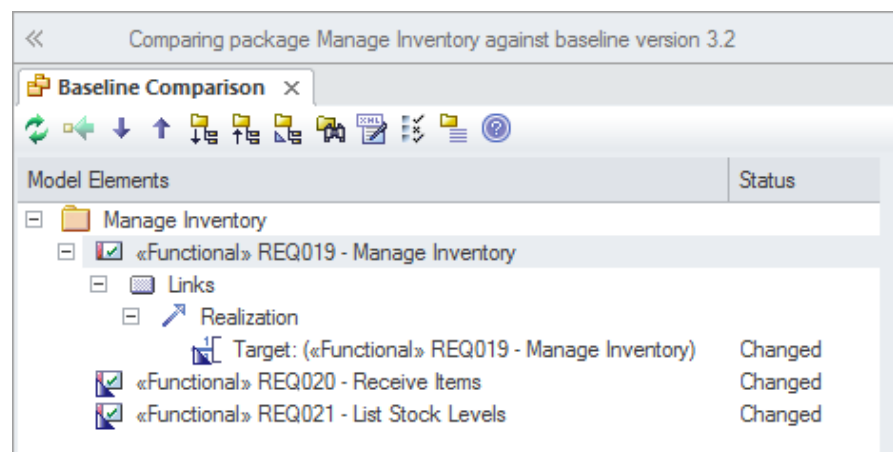 Comparing package Manage Inventory against baseline version 3.2
Baseline Comparison
Model Elements Status
Manage Inventory
«Functional» REQ019 - Manage Inventory
Links
Realization
Target: («Functional» REQ019 - Manage Inventory) Changed
«Functional» REQ020 - Receive Items Changed
«Functional» REQ021 - List Stock Levels Changed